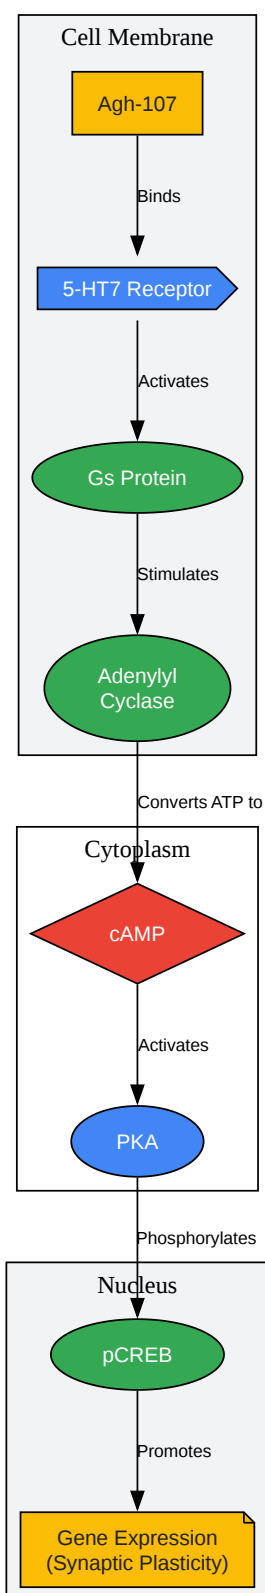 Cell Membrane
Agh-107
Binds
5-HT7 Receptor
Activates
Gs Protein
Stimulates
Adenylyl
Cyclase
Converts ATP to
Cytoplasm
cAMP
Activates
PKA
Phosphorylates
Nucleus
pCREB
Promotes
Gene Expression
(Synaptic Plasticity)